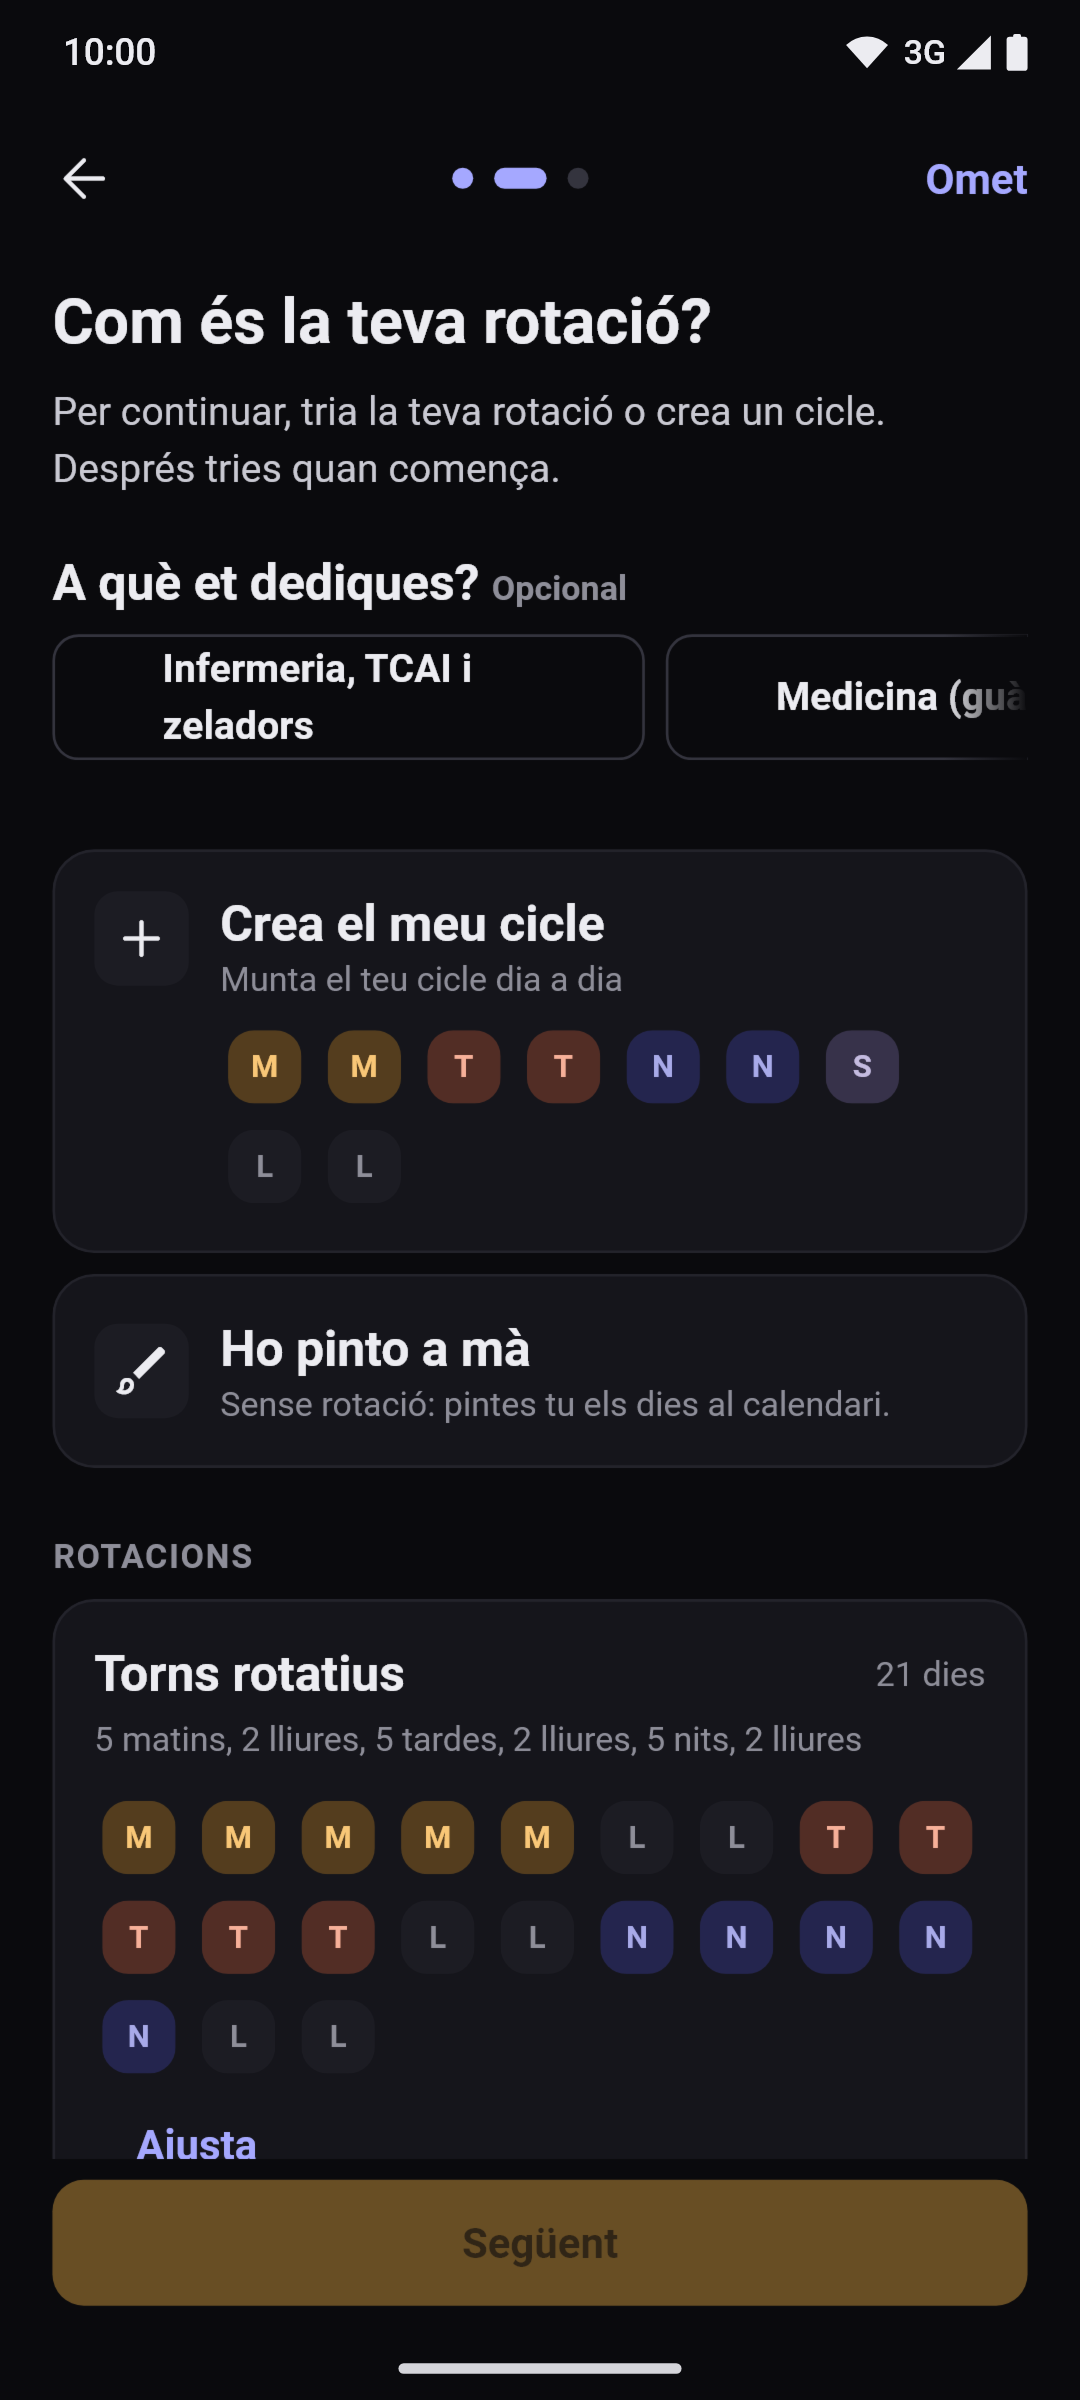 10:00
3G
Omet
Com és la teva rotació?
Per continuar, tria la teva rotació o crea un cicle.
Després tries quan comença.
A què et dediques? Opcional
Infermeria, TCAI i
zeladors
Medicina (guà
Crea el meu cicle
Munta el teu cicle dia a dia
M M T T N N S
L L
Ho pinto a mà
Sense rotació: pintes tu els dies al calendari.
ROTACIONS
Torns rotatius
21 dies
5 matins, 2 lliures, 5 tardes, 2 lliures, 5 nits, 2 lliures
M M M M M L L T T
T T T L L N N N N
N L L
Ajusta
Següent